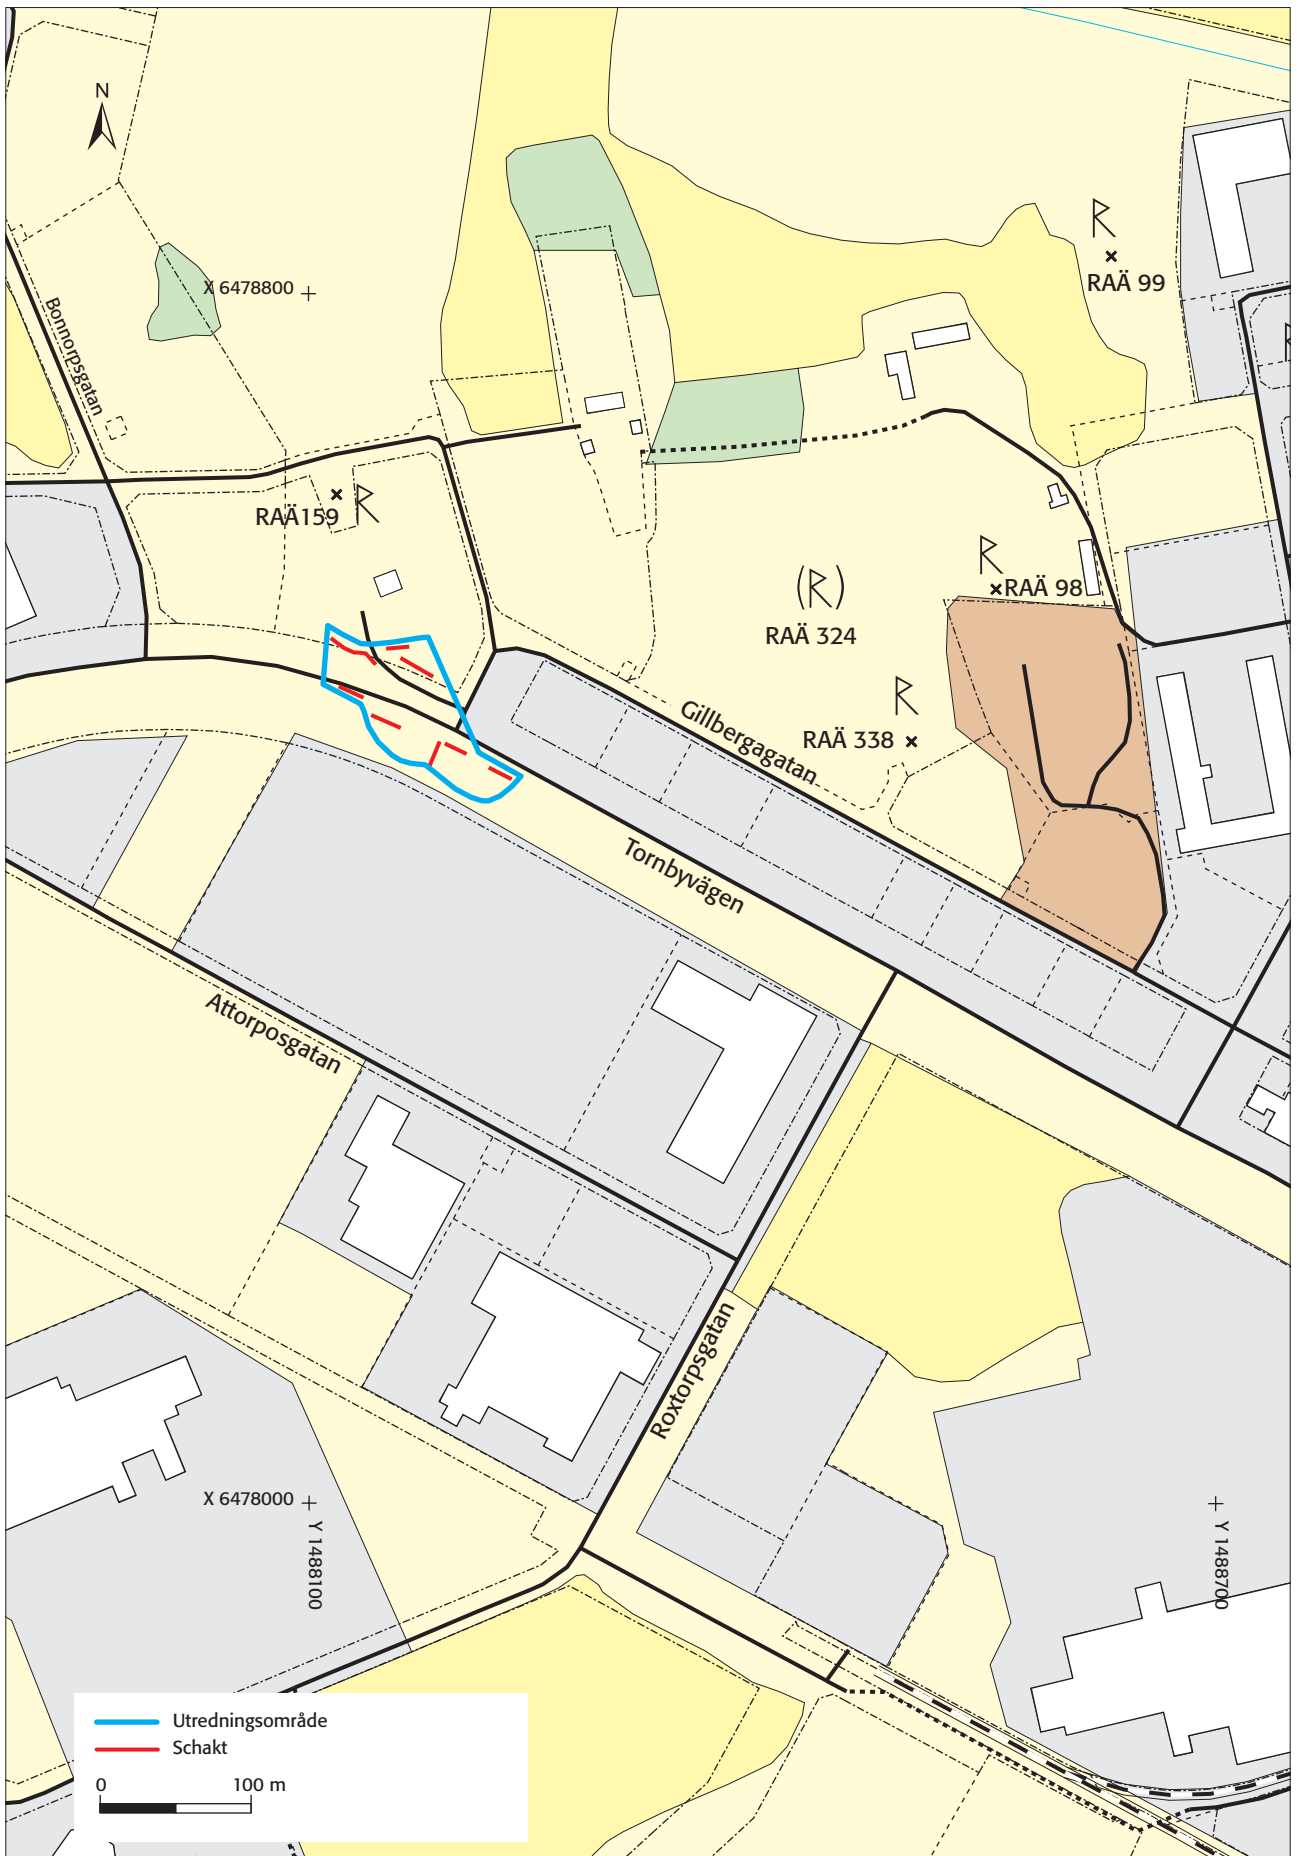 N
RAÄ 99
X 6478800
Bonnorpsgatan
RAÄ159
RAÄ 98
RAÄ 324
Gillbergagatan
RAÄ 338
Tornbyvägen
Attorposgatan
Roxtorpsgatan
X 6478000
Y 1488100
Y 1488700
Utredningsområde
Schakt
0 100 m